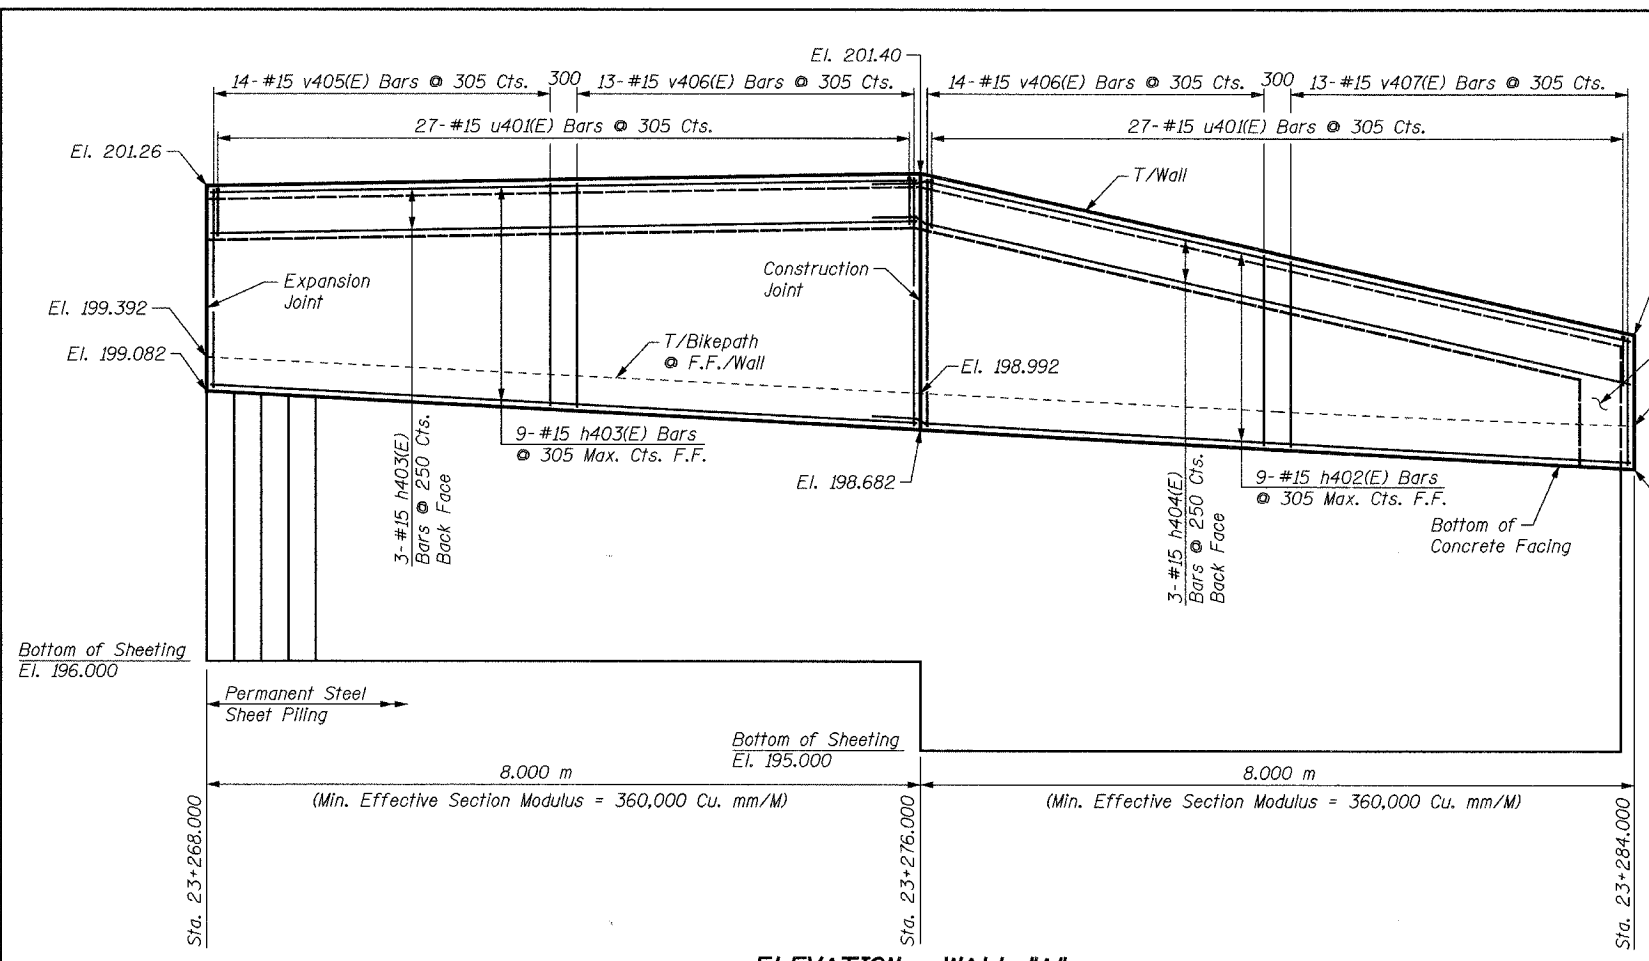 El. 201.40
14-#15 v405(E) Bars @ 305 Cts.
300
13-#15 v406(E) Bars @ 305 Cts.
14-#15 v406(E) Bars @ 305 Cts.
300
13-#15 v407(E) Bars @ 305 Cts.
27-#15 u401(E) Bars @ 305 Cts.
27-#15 u401(E) Bars @ 305 Cts.
El. 201.26
T/Wall
Expansion
Joint
Construction
Joint
El. 199.392
El. 199.082
T/Bikepath
@ F.F./Wall
El. 198.992
3-#15 h403(E)
Bars @ 250 Cts.
Back Face
9-#15 h403(E) Bars
@ 305 Max. Cts. F.F.
El. 198.682
3-#15 h404(E)
Bars @ 250 Cts.
Back Face
9-#15 h402(E) Bars
@ 305 Max. Cts. F.F.
Bottom of
Concrete Facing
Bottom of Sheeting
El. 196.000
Permanent Steel
Sheet Piling
Bottom of Sheeting
El. 195.000
8.000 m
(Min. Effective Section Modulus = 360,000 Cu. mm/M)
8.000 m
(Min. Effective Section Modulus = 360,000 Cu. mm/M)
Sta. 23+268.000
Sta. 23+276.000
Sta. 23+284.000